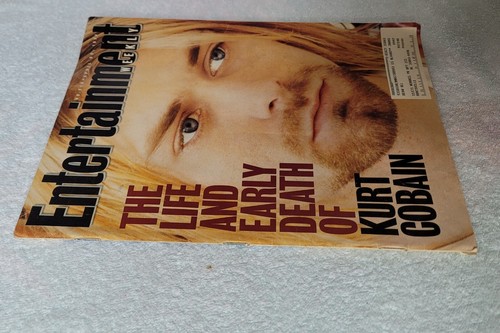 Entertainment
WEEKLY
THE
LIFE
AND
EARLY
DEATH
OF
KURT
COBAIN